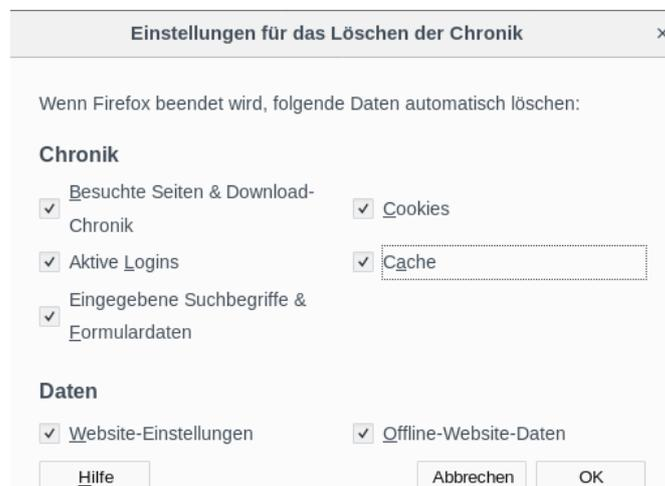 Einstellungen für das Löschen der Chronik
Wenn Firefox beendet wird, folgende Daten automatisch löschen:
Chronik
Besuchte Seiten & Download-
Chronik
Cookies
Aktive Logins
Cache
Eingegebene Suchbegriffe &
Formulardaten
Daten
Website-Einstellungen
Offline-Website-Daten
Hilfe
Abbrechen
OK